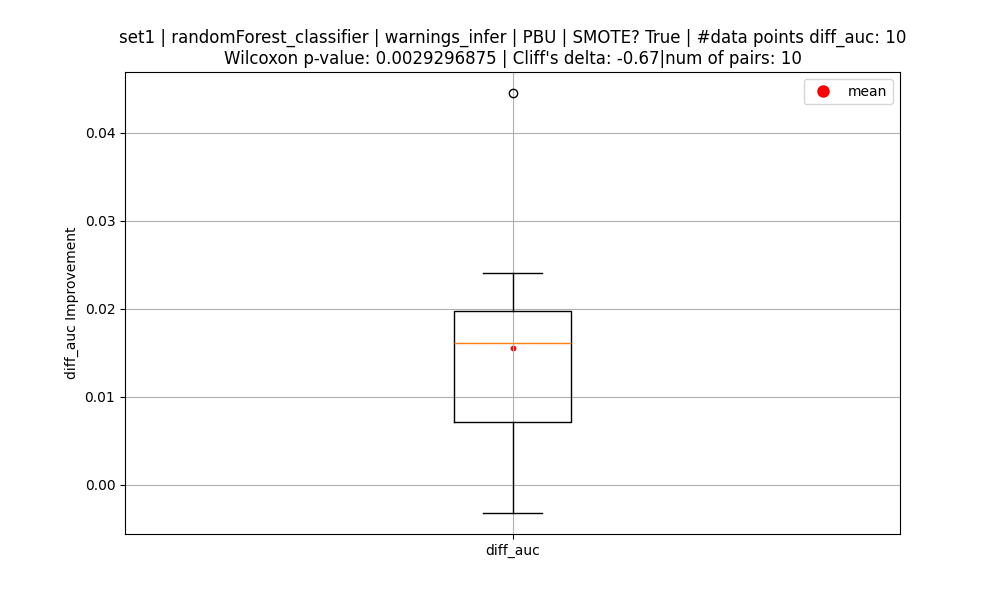 set1 | randomForest_classifier | warnings_infer | PBU | SMOTE? True | #data points diff_auc: 10
Wilcoxon p-value: 0.0029296875 | Cliff's delta: -0.67|num of pairs: 10
mean
0.04
0.03
0.02
0.01
0.00
diff_auc Improvement
diff_auc